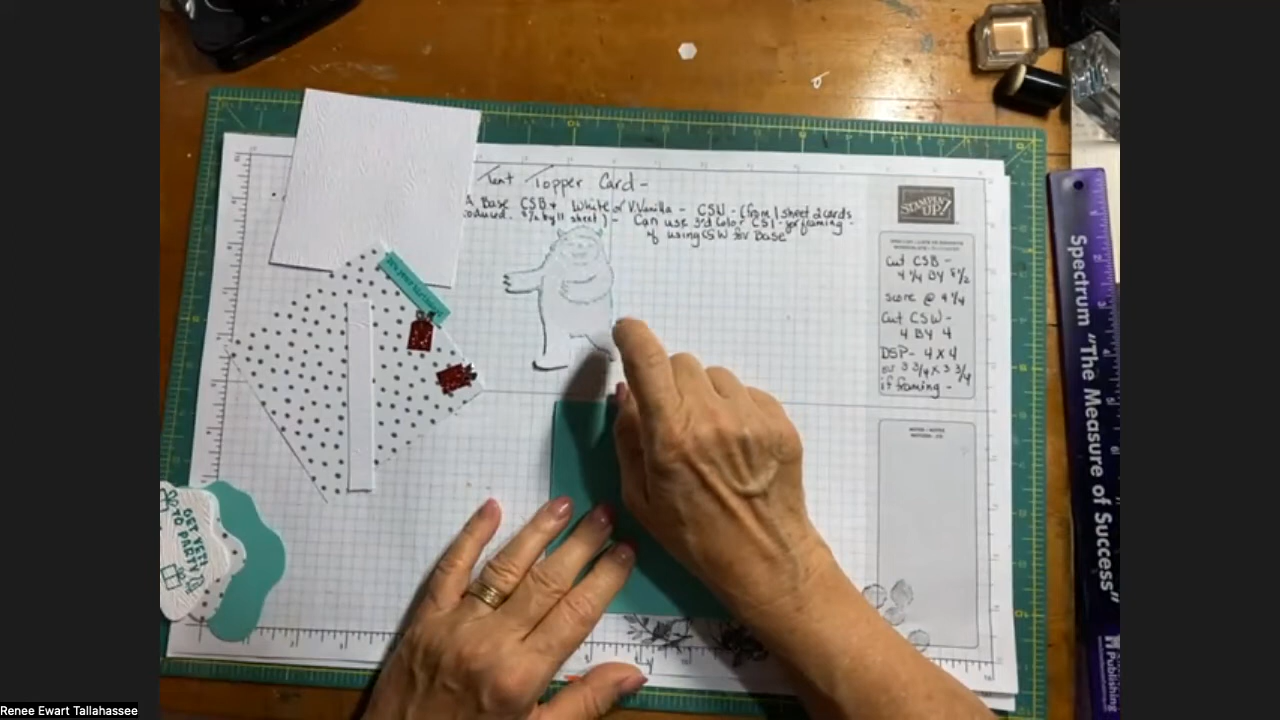 Tent Topper Card -
Base CSB + White or V Vanilla - CSW - (from 1 sheet 2 cards
8 1/2 by 11 sheet) - Can use 3rd Color CS1 - for framing -
if using CSW for Base
STAMPIN' UP!
Cut CSB -
4 1/4 BY 8 1/2
score @ 4 1/4
Cut CSW -
4 BY 4
DSP - 4 X 4
or 3 3/4 X 3 3/4
if framing -
GET YETI
TO
PARTY
Spectrum "The Measure of Success"
Publishing
Renee Ewart Tallahassee